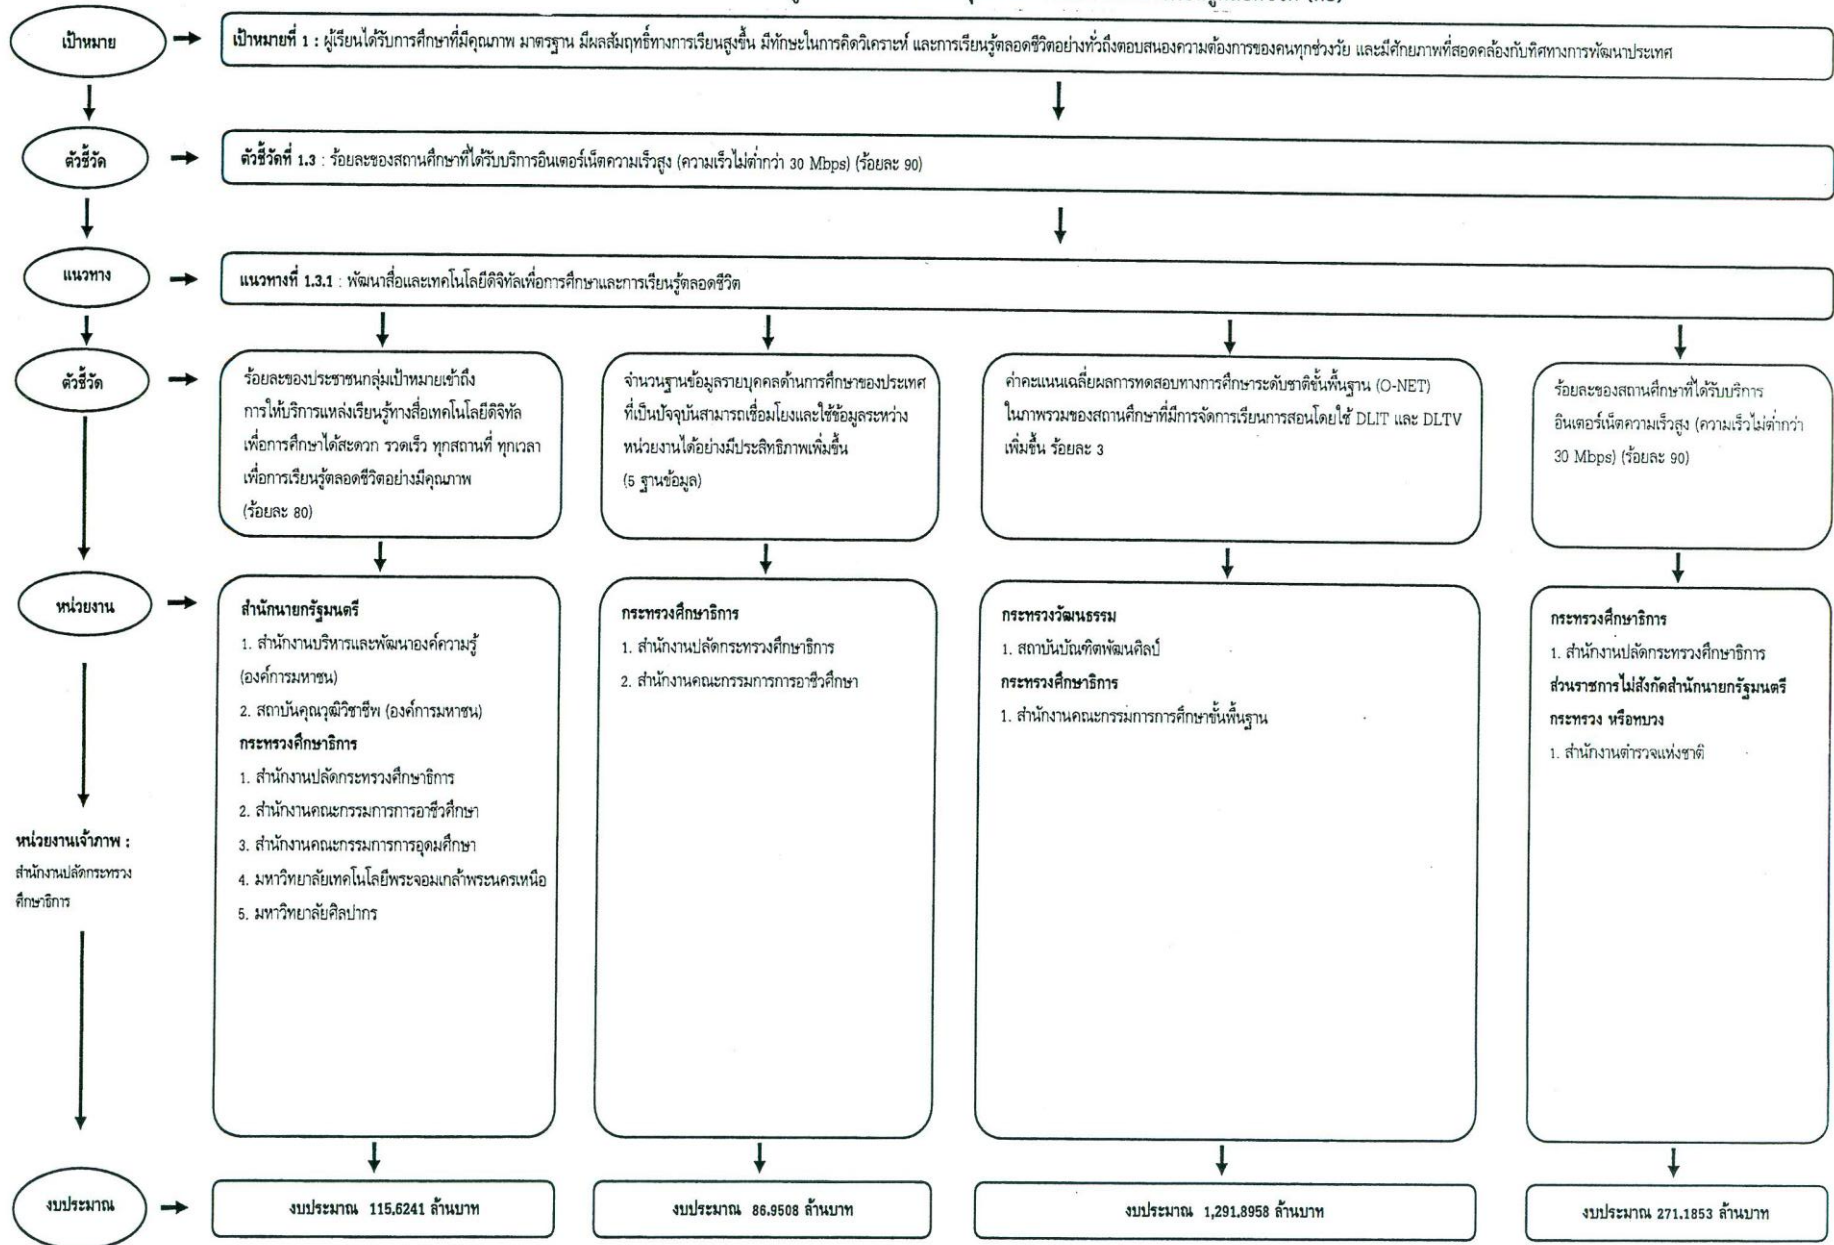 เป้าหมาย
เป้าหมายที่ 1 : ผู้เรียนได้รับการศึกษาที่มีคุณภาพ มาตรฐาน มีผลสัมฤทธิ์ทางการเรียนสูงขึ้น มีทักษะในการคิดวิเคราะห์ และการเรียนรู้ตลอดชีวิตอย่างทั่วถึงตอบสนองความต้องการของคนทุกช่วงวัย และมีศักยภาพที่สอดคล้องกับทิศทางการพัฒนาประเทศ
ตัวชี้วัด
ตัวชี้วัดที่ 1.3 : ร้อยละของสถานศึกษาที่ได้รับบริการอินเตอร์เน็ตความเร็วสูง (ความเร็วไม่ต่ำกว่า 30 Mbps) (ร้อยละ 90)
แนวทาง
แนวทางที่ 1.3.1 : พัฒนาสื่อและเทคโนโลยีดิจิทัลเพื่อการศึกษาและการเรียนรู้ตลอดชีวิต
ตัวชี้วัด
ร้อยละของประชาชนกลุ่มเป้าหมายเข้าถึง
การให้บริการแหล่งเรียนรู้ทางสื่อเทคโนโลยีดิจิทัล
เพื่อการศึกษาได้สะดวก รวดเร็ว ทุกสถานที่ ทุกเวลา
เพื่อการเรียนรู้ตลอดชีวิตอย่างมีคุณภาพ
(ร้อยละ 80)
จำนวนฐานข้อมูลรายบุคคลด้านการศึกษาของประเทศ
ที่เป็นปัจจุบันสามารถเชื่อมโยงและใช้ข้อมูลระหว่าง
หน่วยงานได้อย่างมีประสิทธิภาพเพิ่มขึ้น
(5 ฐานข้อมูล)
ค่าคะแนนเฉลี่ยผลการทดสอบทางการศึกษาระดับชาติขั้นพื้นฐาน (O-NET)
ในภาพรวมของสถานศึกษาที่มีการจัดการเรียนการสอนโดยใช้ DLIT และ DLTV
เพิ่มขึ้น ร้อยละ 3
ร้อยละของสถานศึกษาที่ได้รับบริการ
อินเตอร์เน็ตความเร็วสูง (ความเร็วไม่ต่ำกว่า
30 Mbps) (ร้อยละ 90)
หน่วยงาน
สำนักนายกรัฐมนตรี
1. สำนักงานบริหารและพัฒนาองค์ความรู้
(องค์การมหาชน)
2. สถาบันคุณวุฒิวิชาชีพ (องค์การมหาชน)
กระทรวงศึกษาธิการ
1. สำนักงานปลัดกระทรวงศึกษาธิการ
2. สำนักงานคณะกรรมการการอาชีวศึกษา
3. สำนักงานคณะกรรมการการอุดมศึกษา
4. มหาวิทยาลัยเทคโนโลยีพระจอมเกล้าพระนครเหนือ
5. มหาวิทยาลัยศิลปากร
กระทรวงศึกษาธิการ
1. สำนักงานปลัดกระทรวงศึกษาธิการ
2. สำนักงานคณะกรรมการการอาชีวศึกษา
กระทรวงวัฒนธรรม
1. สถาบันบัณฑิตพัฒนศิลป์
กระทรวงศึกษาธิการ
1. สำนักงานคณะกรรมการการศึกษาขั้นพื้นฐาน
กระทรวงศึกษาธิการ
1. สำนักงานปลัดกระทรวงศึกษาธิการ
ส่วนราชการไม่สังกัดสำนักนายกรัฐมนตรี
กระทรวง หรือทบวง
1. สำนักงานตำรวจแห่งชาติ
หน่วยงานเจ้าภาพ :
สำนักงานปลัดกระทรวง
ศึกษาธิการ
งบประมาณ
งบประมาณ 115.6241 ล้านบาท
งบประมาณ 86.9508 ล้านบาท
งบประมาณ 1,291.8958 ล้านบาท
งบประมาณ 271.1853 ล้านบาท